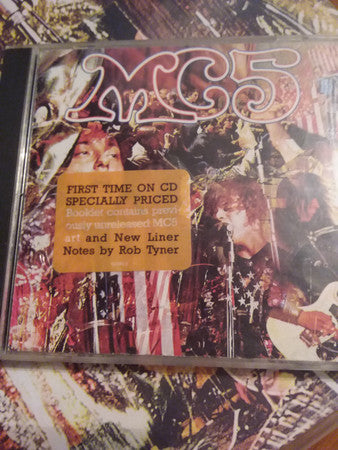 MC5
FIRST TIME ON CD
SPECIALLY PRICED
Booklet contains previ-
ously unreleased MC5
art and New Liner
Notes by Rob Tyner